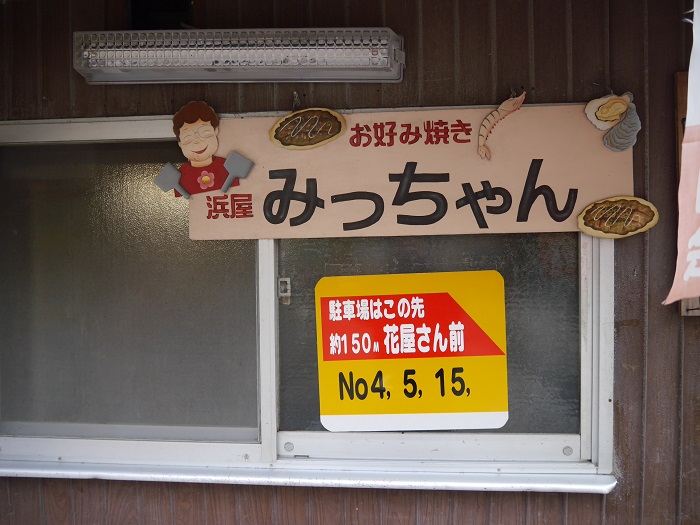 お好み焼き
浜屋 みっちゃん
駐車場はこの先
約150M 花屋さん前
No4, 5, 15,